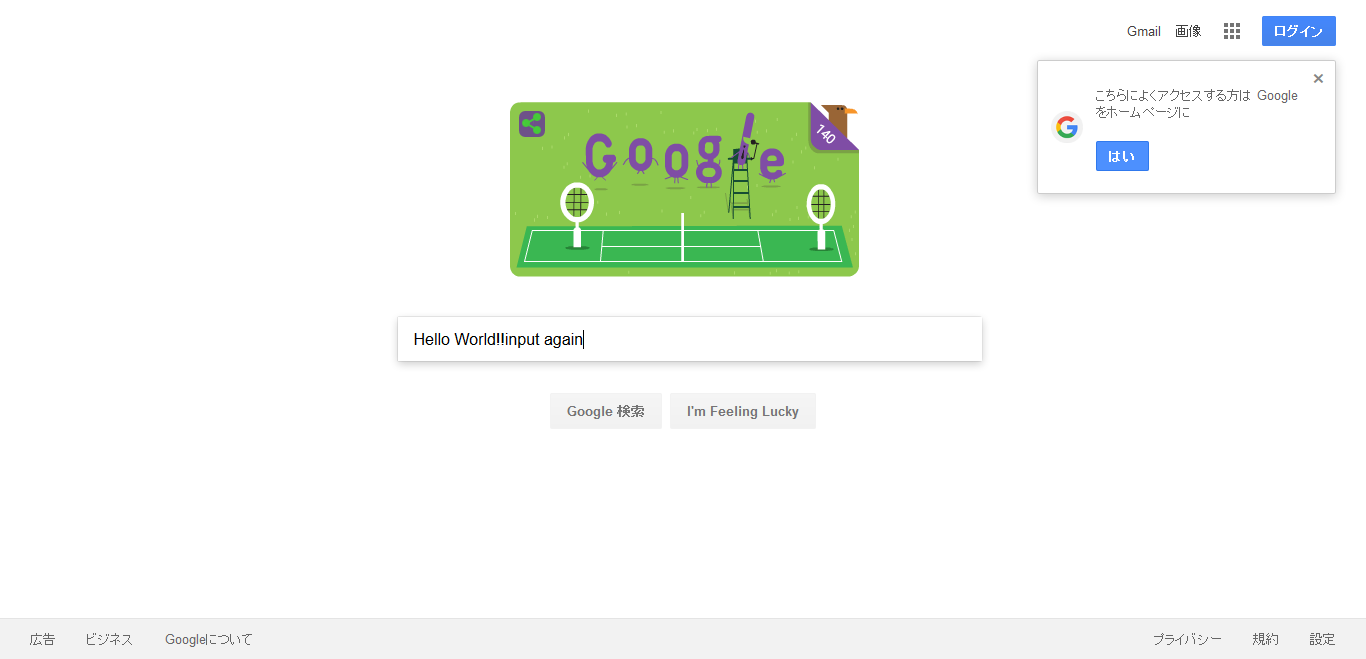 Gmail 画像 ログイン
こちらによくアクセスする方は Google
をホームページに
はい
Google
140
Hello World!!input again
Google 検索 I'm Feeling Lucky
広告 ビジネス Googleについて プライバシー 規約 設定